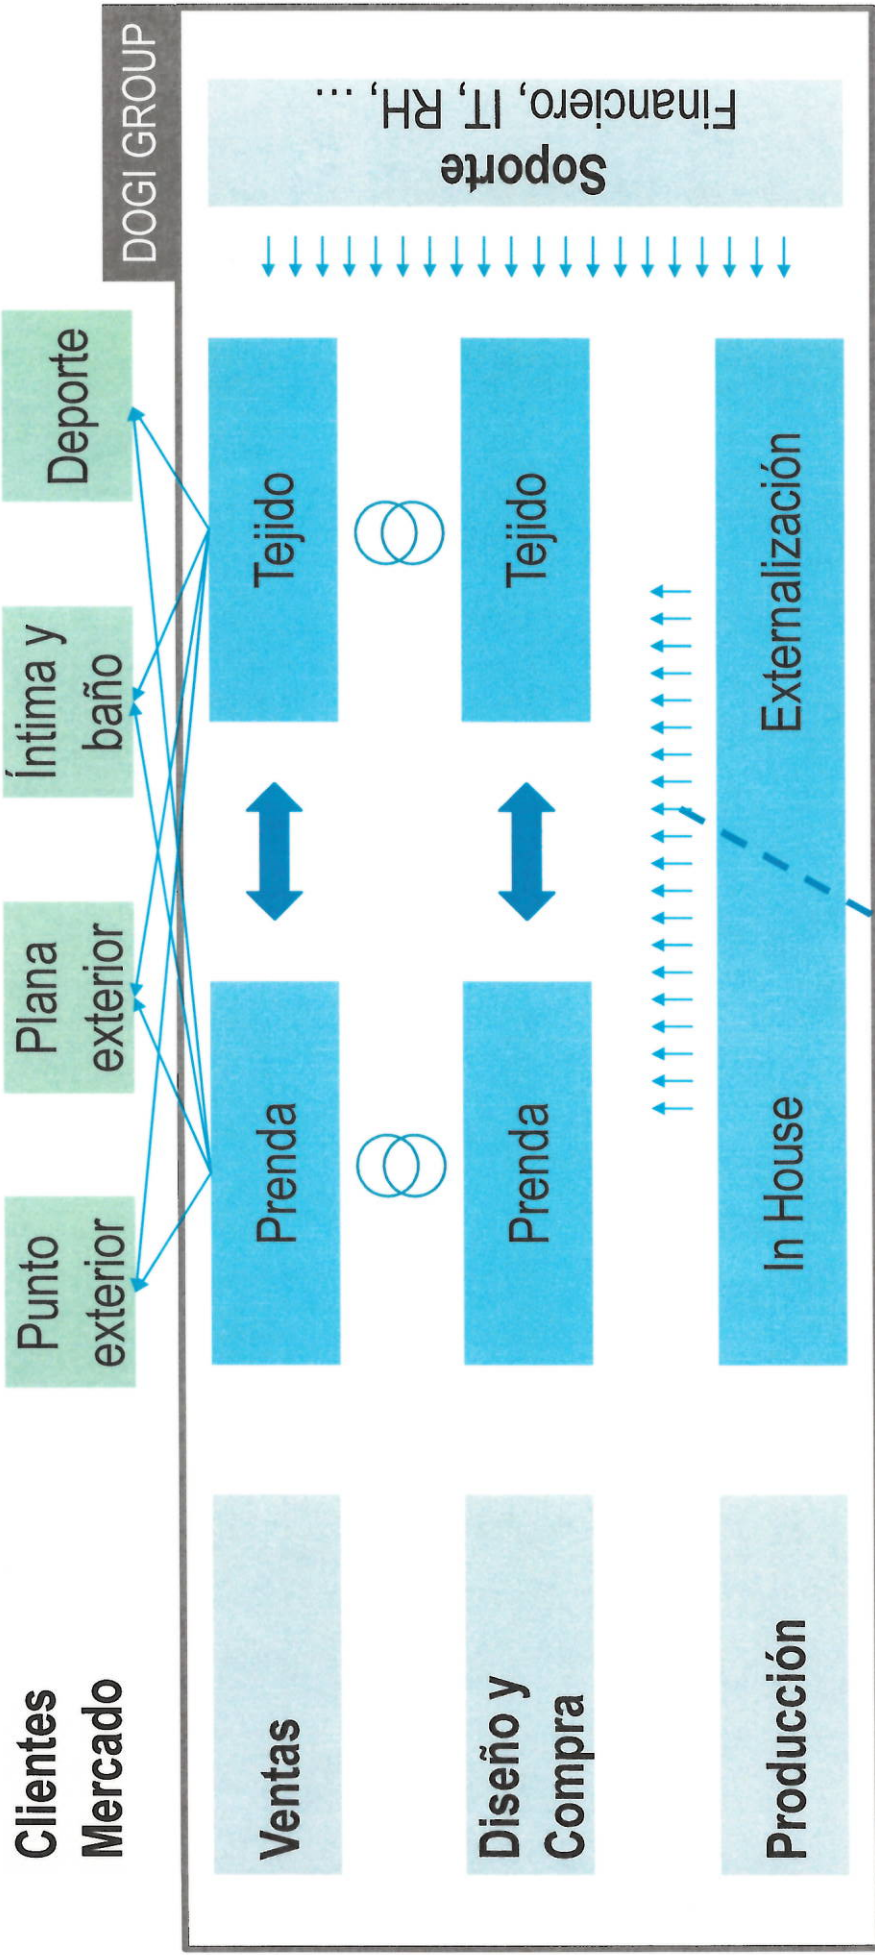 Clientes
Mercado
Punto
exterior
Plana
exterior
Íntima y
baño
Deporte
DOGI GROUP
Ventas
Prenda
Tejido
Diseño y
Compra
Prenda
Tejido
Producción
In House
Externalización
Soporte
Financiero, IT, RH, ...